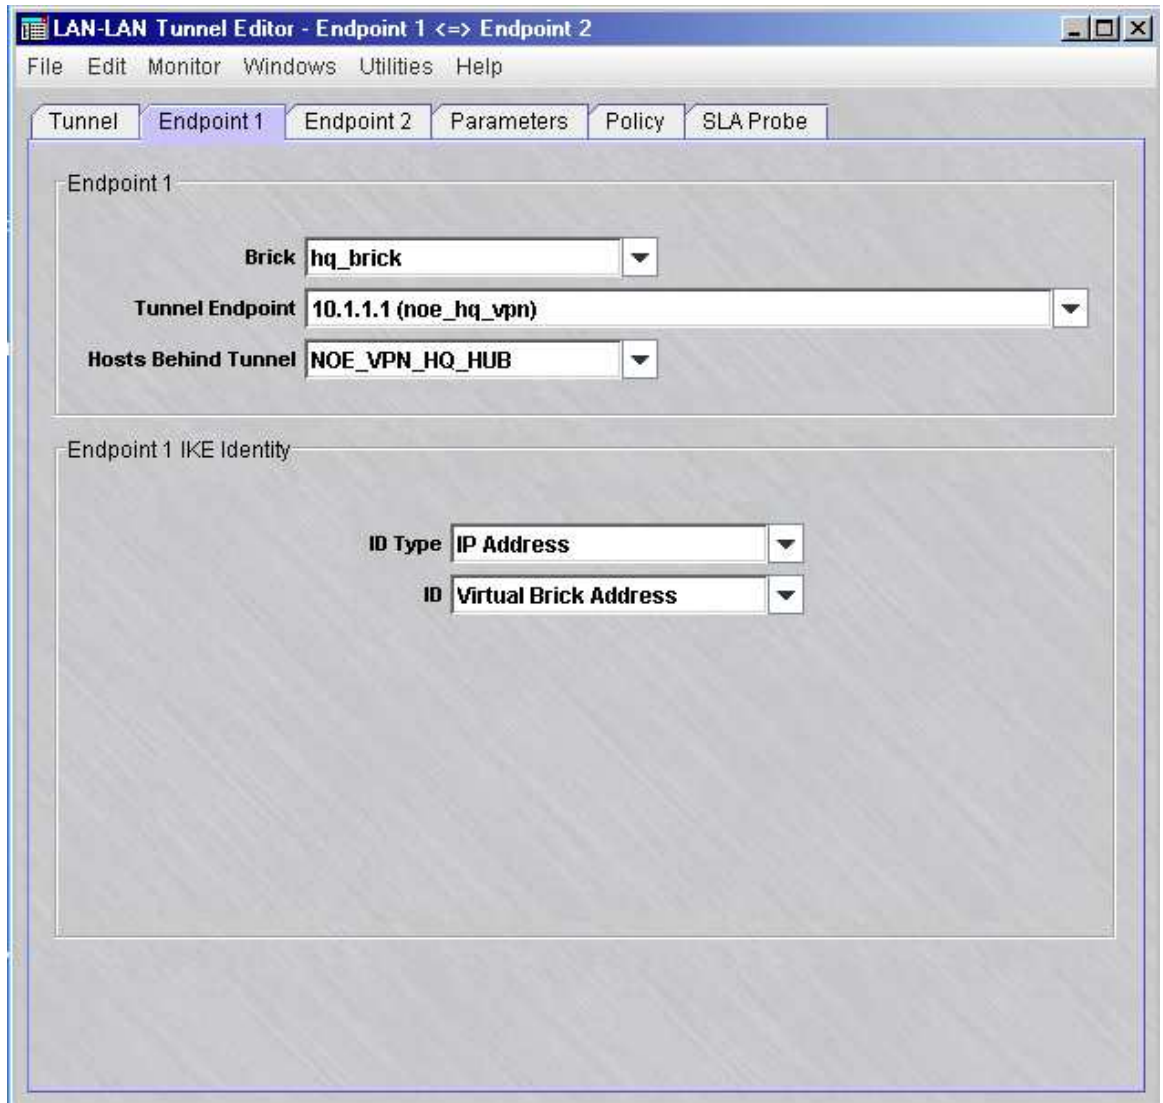 LAN-LAN Tunnel Editor - Endpoint 1 <=> Endpoint 2
File Edit Monitor Windows Utilities Help
Tunnel Endpoint 1 Endpoint 2 Parameters Policy SLA Probe
Endpoint 1
Brick hq_brick
Tunnel Endpoint 10.1.1.1 (noe_hq_vpn)
Hosts Behind Tunnel NOE_VPN_HQ_HUB
Endpoint 1 IKE Identity
ID Type IP Address
ID Virtual Brick Address